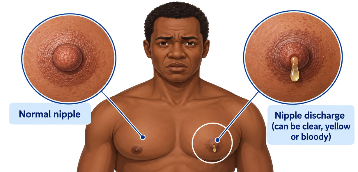 Normal nipple
Nipple discharge
(can be clear, yellow
or bloody)